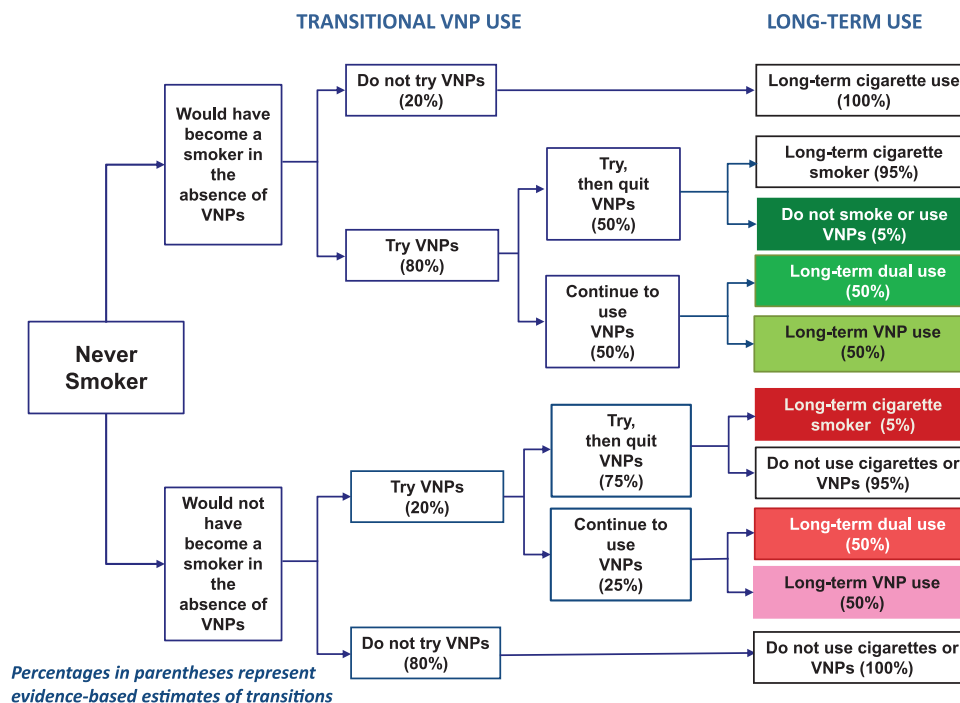 TRANSITIONAL VNP USE
LONG-TERM USE
Never
Smoker
Would have
become a
smoker in
the
absence of
VNPs
Do not try VNPs
(20%)
Long-term cigarette use
(100%)
Try VNPs
(80%)
Try,
then quit
VNPs
(50%)
Long-term cigarette
smoker (95%)
Do not smoke or use
VNPs (5%)
Continue to
use
VNPs
(50%)
Long-term dual use
(50%)
Long-term VNP use
(50%)
Would not
have
become a
smoker in
the
absence of
VNPs
Try VNPs
(20%)
Try,
then quit
VNPs
(75%)
Long-term cigarette
smoker (5%)
Do not use cigarettes or
VNPs (95%)
Continue to
use
VNPs
(25%)
Long-term dual use
(50%)
Long-term VNP use
(50%)
Do not try VNPs
(80%)
Do not use cigarettes or
VNPs (100%)
Percentages in parentheses represent
evidence-based estimates of transitions